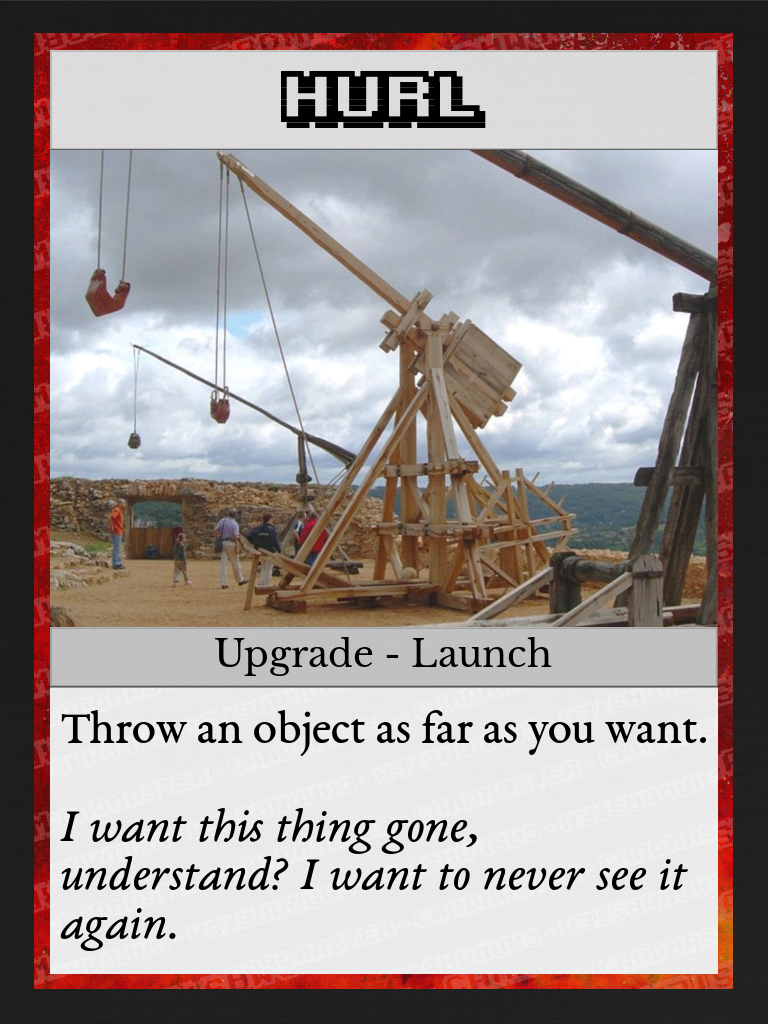 HURL
Upgrade - Launch
Throw an object as far as you want.
I want this thing gone,
understand? I want to never see it
again.